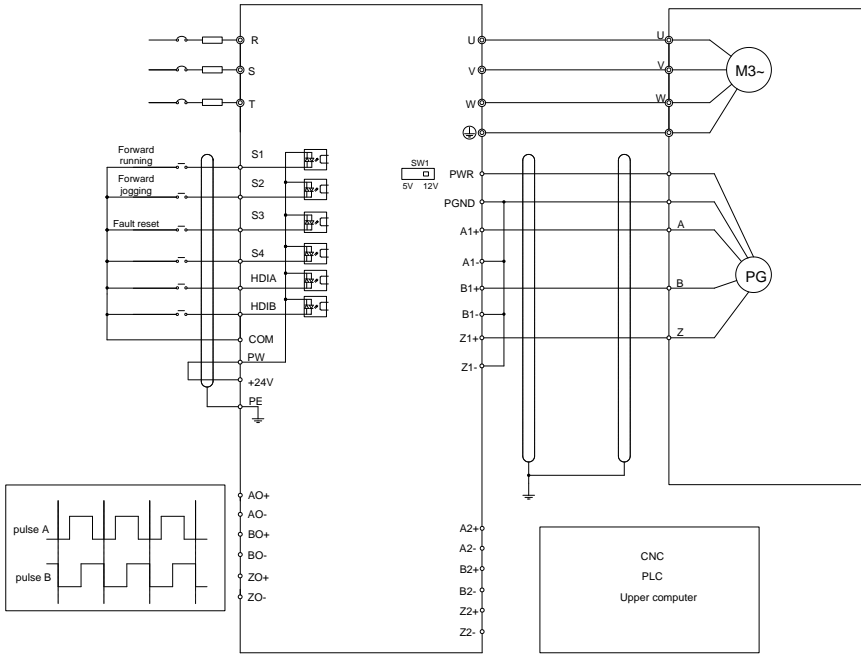 R
S
T
U
V
W
U
V
W
M3~
Forward
running
S1
Forward
jogging
S2
Fault reset
S3
S4
HDIA
HDIB
COM
PW
+24V
PE
SW1
5V 12V
PWR
PGND
A1+
A1-
B1+
B1-
Z1+
Z1-
A
B
Z
PG
pulse A
pulse B
AO+
AO-
BO+
BO-
ZO+
ZO-
A2+
A2-
B2+
B2-
Z2+
Z2-
CNC
PLC
Upper computer